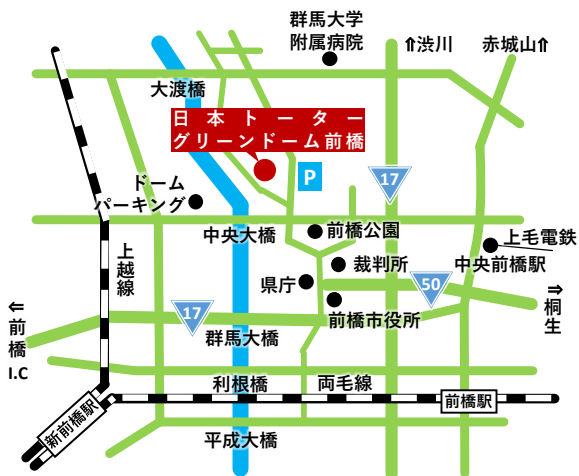 群馬大学
附属病院
⇑渋川
赤城山⇑
大渡橋
日本トーター
グリーンドーム前橋
P
17
ドーム
パーキング
中央大橋
前橋公園
上毛電鉄
中央前橋駅
上越線
裁判所
県庁
50
⇒桐生
前橋市役所
17
群馬大橋
⇐前橋
I.C
利根橋
両毛線
前橋駅
新前橋駅
平成大橋